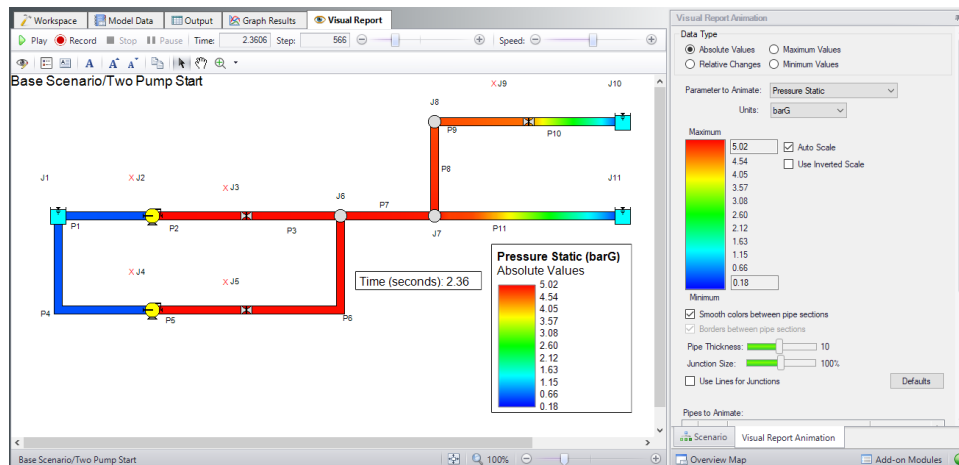 Workspace Model Data Output Graph Results Visual Report
Play Record Stop Pause Time: 2.3606 Step: 566 Speed:
Base Scenario/Two Pump Start
X J9 J10
J8
P9 P10
P8
J1 X J2 X J3 J6 P7 J11
P1 P2 P3 J7 P11
X J4 X J5
P4 P5 P6
Time (seconds): 2.36
Pressure Static (barG)
Absolute Values
5.02
4.54
4.05
3.57
3.08
2.60
2.12
1.63
1.15
0.66
0.18
Base Scenario/Two Pump Start 100%
Visual Report Animation
Data Type
Absolute Values Maximum Values
Relative Changes Minimum Values
Parameter to Animate: Pressure Static
Units: barG
Maximum
5.02 Auto Scale
4.54
4.05 Use Inverted Scale
3.57
3.08
2.60
2.12
1.63
1.15
0.66
0.18
Minimum
Smooth colors between pipe sections
Borders between pipe sections
Pipe Thickness: 10
Junction Size: 100%
Use Lines for Junctions Defaults
Pipes to Animate:
Scenario Visual Report Animation
Overview Map Add-on Modules